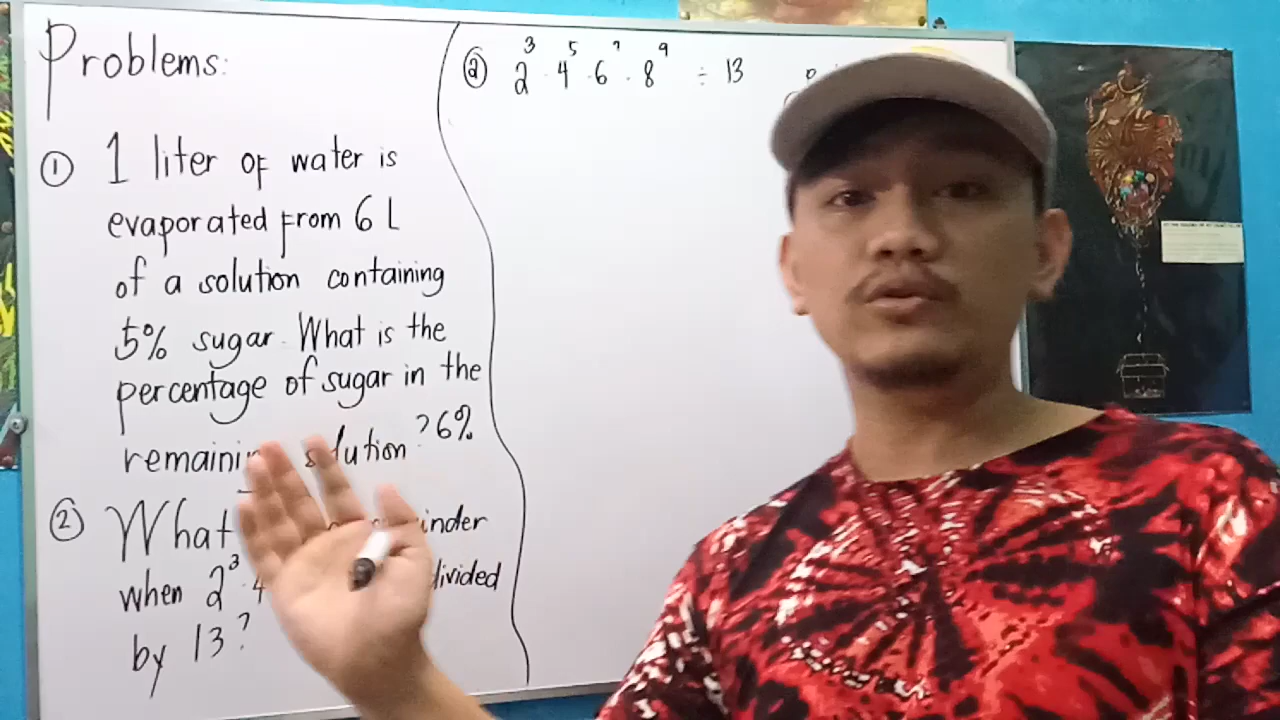 Problems:
① 1 liter of water is
evaporated from 6 L
of a solution containing
5% sugar. What is the
percentage of sugar in the
solution ? 6%
② What
when 2³ · 4 divided
by 13 ?
② 2³ · 4⁵ · 6⁷ · 8⁹ ÷ 13